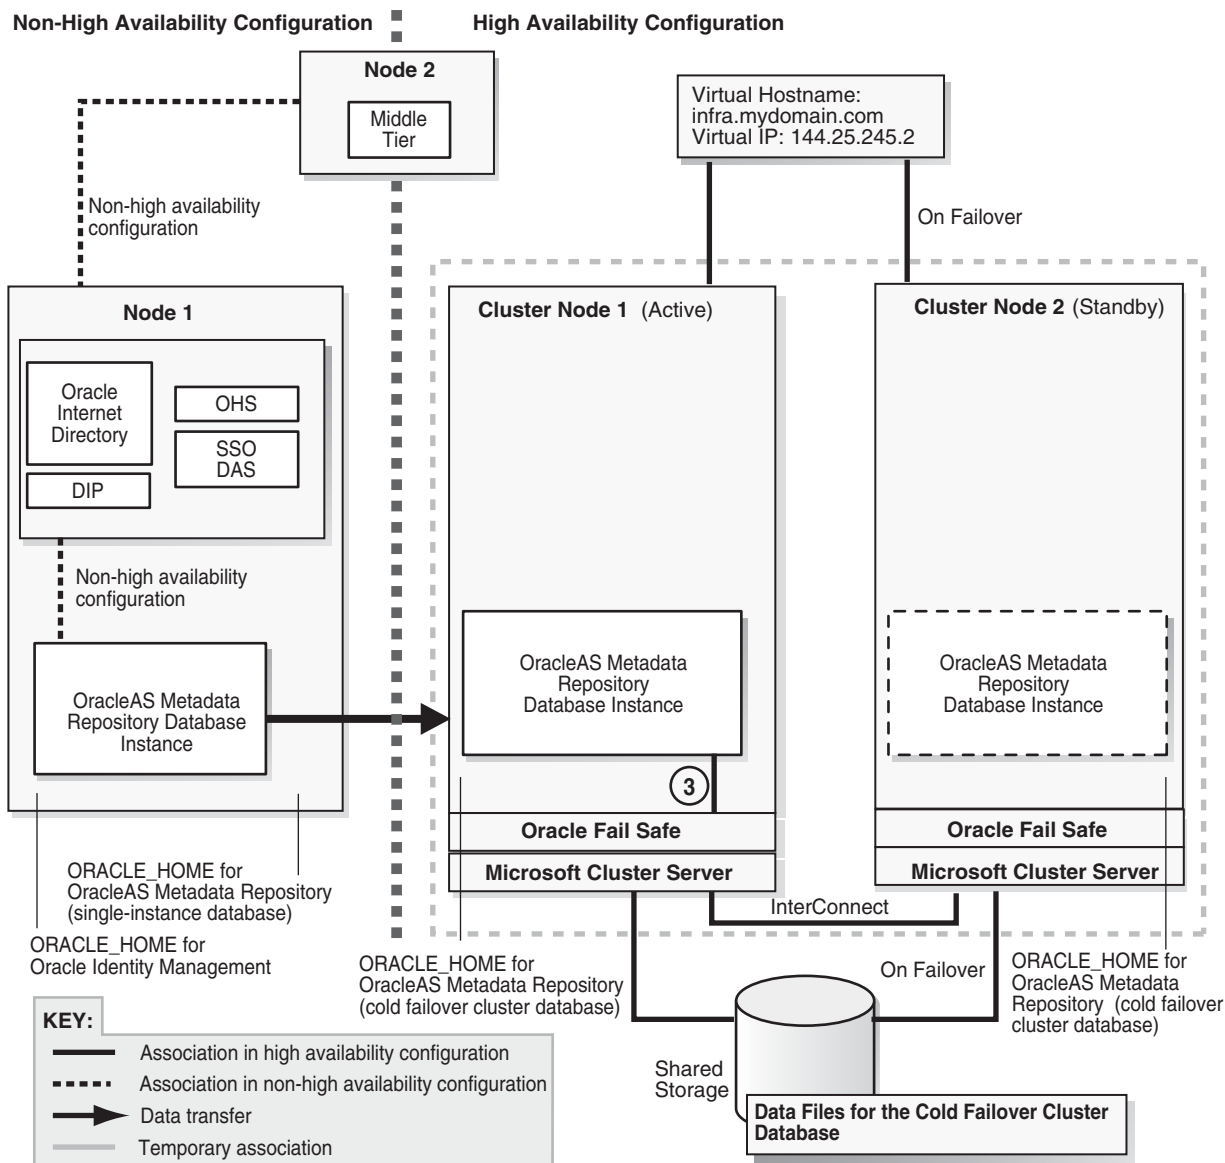 Non-High Availability Configuration
High Availability Configuration
Node 2
Middle
Tier
Virtual Hostname:
infra.mydomain.com
Virtual IP: 144.25.245.2
Non-high availability
configuration
On Failover
Node 1
Oracle
Internet
Directory
OHS
SSO
DAS
DIP
Non-high availability
configuration
OracleAS Metadata
Repository Database
Instance
Cluster Node 1 (Active)
OracleAS Metadata
Repository
Database Instance
3
Oracle Fail Safe
Microsoft Cluster Server
Cluster Node 2 (Standby)
OracleAS Metadata
Repository
Database Instance
Oracle Fail Safe
Microsoft Cluster Server
InterConnect
ORACLE_HOME for
OracleAS Metadata Repository
(single-instance database)
ORACLE_HOME for
Oracle Identity Management
ORACLE_HOME for
OracleAS Metadata Repository
(cold failover cluster database)
On Failover
ORACLE_HOME for
OracleAS Metadata
Repository (cold failover
cluster database)
Shared
Storage
Data Files for the Cold Failover Cluster
Database
KEY:
Association in high availability configuration
Association in non-high availability configuration
Data transfer
Temporary association